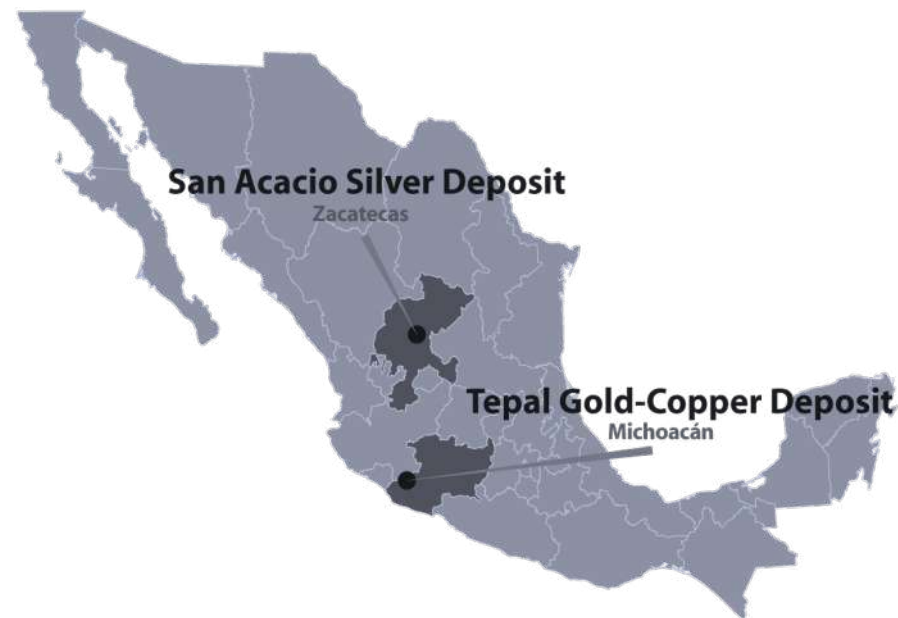 San Acacio Silver Deposit
Zacatecas
Tepal Gold-Copper Deposit
Michoacán